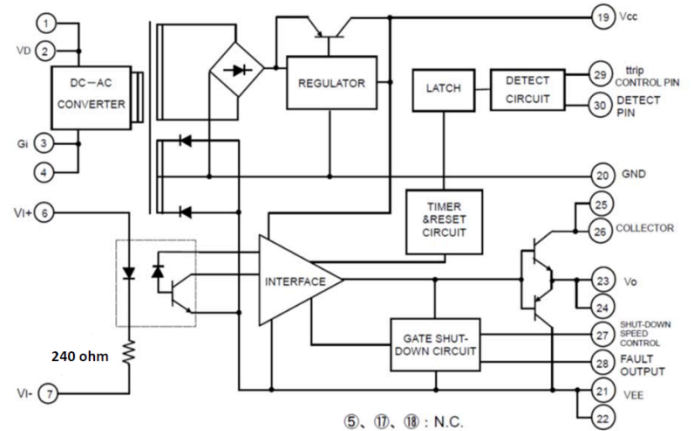 1
VD 2
DC－AC
CONVERTER
Gi 3
4
VI+ 6
240 ohm
VI- 7
REGULATOR
LATCH
DETECT
CIRCUIT
TIMER
&RESET
CIRCUIT
INTERFACE
GATE SHUT-
DOWN CIRCUIT
19 Vcc
29 ttrip
CONTROL PIN
30 DETECT
PIN
20 GND
25
26 COLLECTOR
23 Vo
24
27 SHUT-DOWN
SPEED
CONTROL
28 FAULT
OUTPUT
21 VEE
22
⑤、⑰、⑱ : N.C.